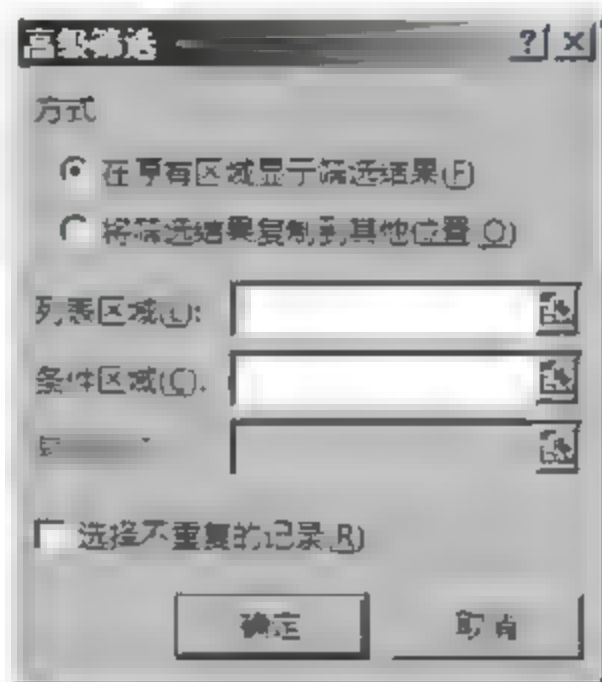 高级筛选
方式
在原有区域显示筛选结果(F)
将筛选结果复制到其他位置(O)
列表区域(L):
条件区域(C):
选择不重复的记录(R)
确定
取消